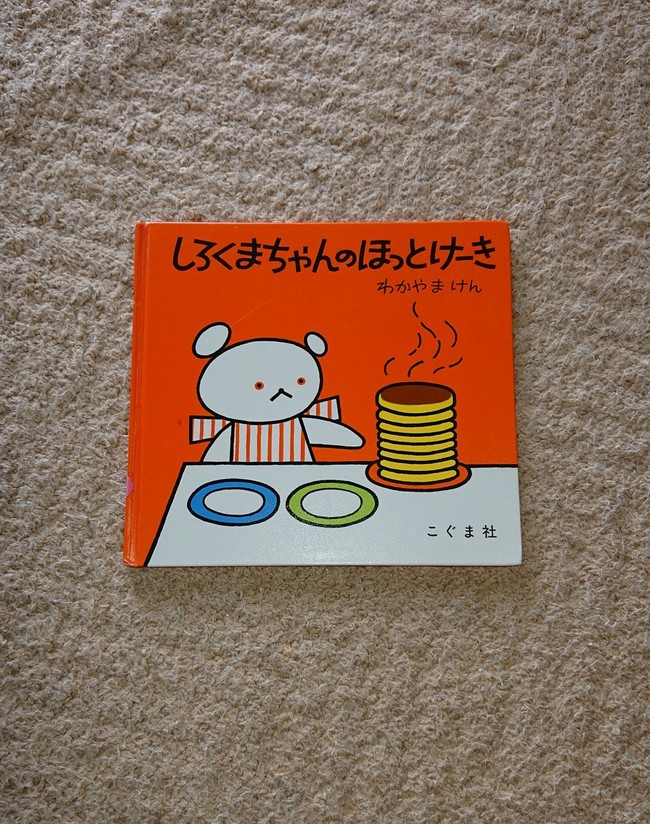 しろくまちゃんのほっとけーき
わかやま けん
こぐま社